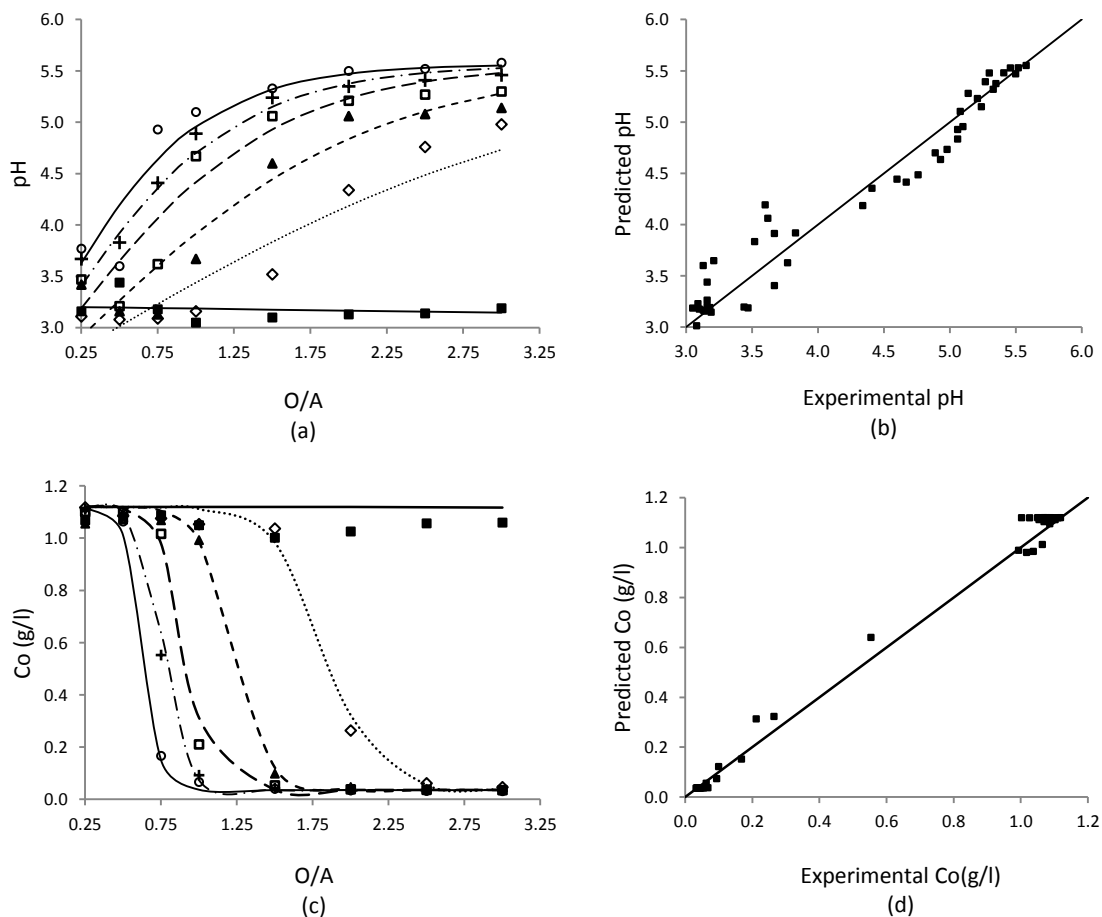 6.0
5.5
5.0
4.5
4.0
3.5
3.0
pH
0.25 0.75 1.25 1.75 2.25 2.75 3.25
O/A
(a)
6.0
5.5
5.0
4.5
4.0
3.5
3.0
Predicted pH
3.0 3.5 4.0 4.5 5.0 5.5 6.0
Experimental pH
(b)
1.2
1.0
0.8
0.6
0.4
0.2
0.0
Co (g/l)
0.25 0.75 1.25 1.75 2.25 2.75 3.25
O/A
(c)
1.2
1.0
0.8
0.6
0.4
0.2
0.0
Predicted Co (g/l)
0.0 0.2 0.4 0.6 0.8 1.0 1.2
Experimental Co(g/l)
(d)